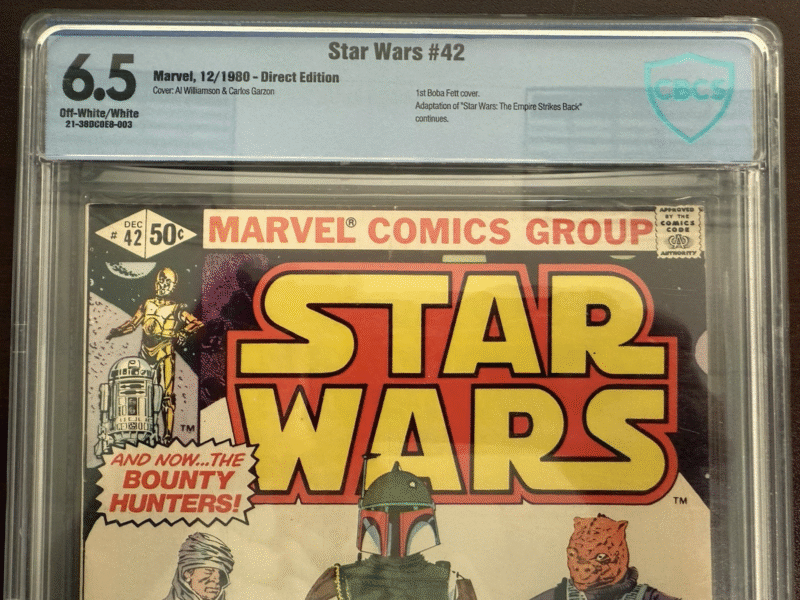 Star Wars #42
6.5
Off-White/White
21-38DC0E8-003
Marvel, 12/1980 - Direct Edition
Cover: Al Williamson & Carlos Garzon
1st Boba Fett cover.
Adaptation of "Star Wars: The Empire Strikes Back"
continues.
CBCS
DEC
# 42
50¢
MARVEL® COMICS GROUP
APPROVED
BY THE
COMICS
CODE
CA
AUTHORITY
STAR
WARS
TM
TM
AND NOW...THE
BOUNTY
HUNTERS!